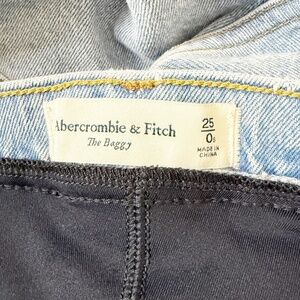 Abercrombie & Fitch
The Baggy
25
0s
MADE IN
CHINA